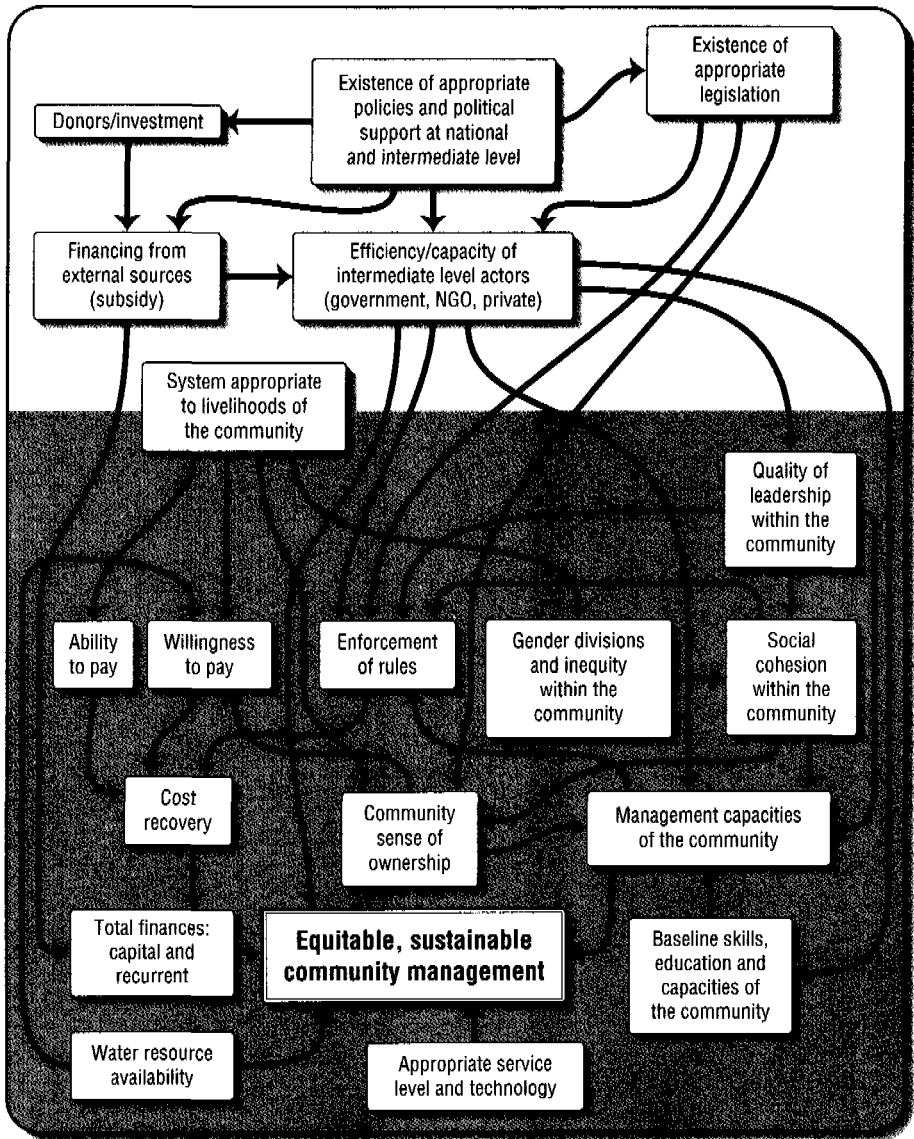 Existence of
appropriate
legislation
Existence of appropriate
policies and political
support at national
and intermediate level
Donors/investment
Financing from
external sources
(subsidy)
Efficiency/capacity of
intermediate level actors
(government, NGO, private)
System appropriate
to livelihoods of
the community
Quality of
leadership
within the
community
Ability
to pay
Willingness
to pay
Enforcement
of rules
Gender divisions
and inequity
within the
community
Social
cohesion
within the
community
Cost
recovery
Community
sense of
ownership
Management capacities
of the community
Total finances:
capital and
recurrent
Equitable, sustainable
community management
Baseline skills,
education and
capacities of
the community
Water resource
availability
Appropriate service
level and technology